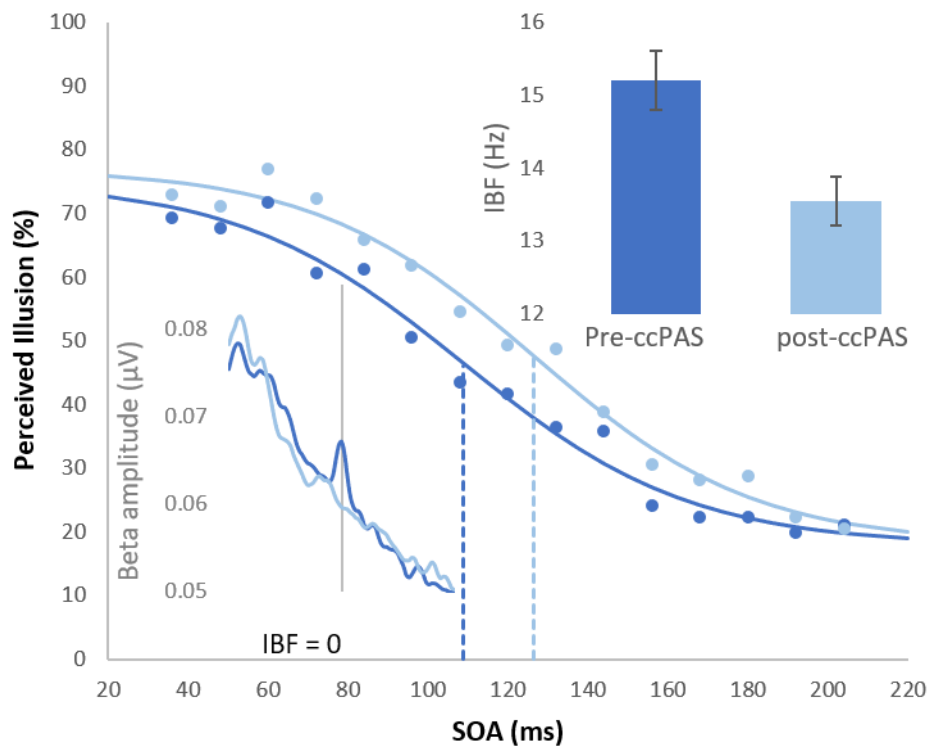 100
90
80
70
60
50
40
30
20
10
0
Perceived Illusion (%)
20 40 60 80 100 120 140 160 180 200 220
SOA (ms)
0.08
0.07
0.06
0.05
Beta amplitude (µV)
IBF = 0
16
15
14
13
12
IBF (Hz)
Pre-ccPAS post-ccPAS